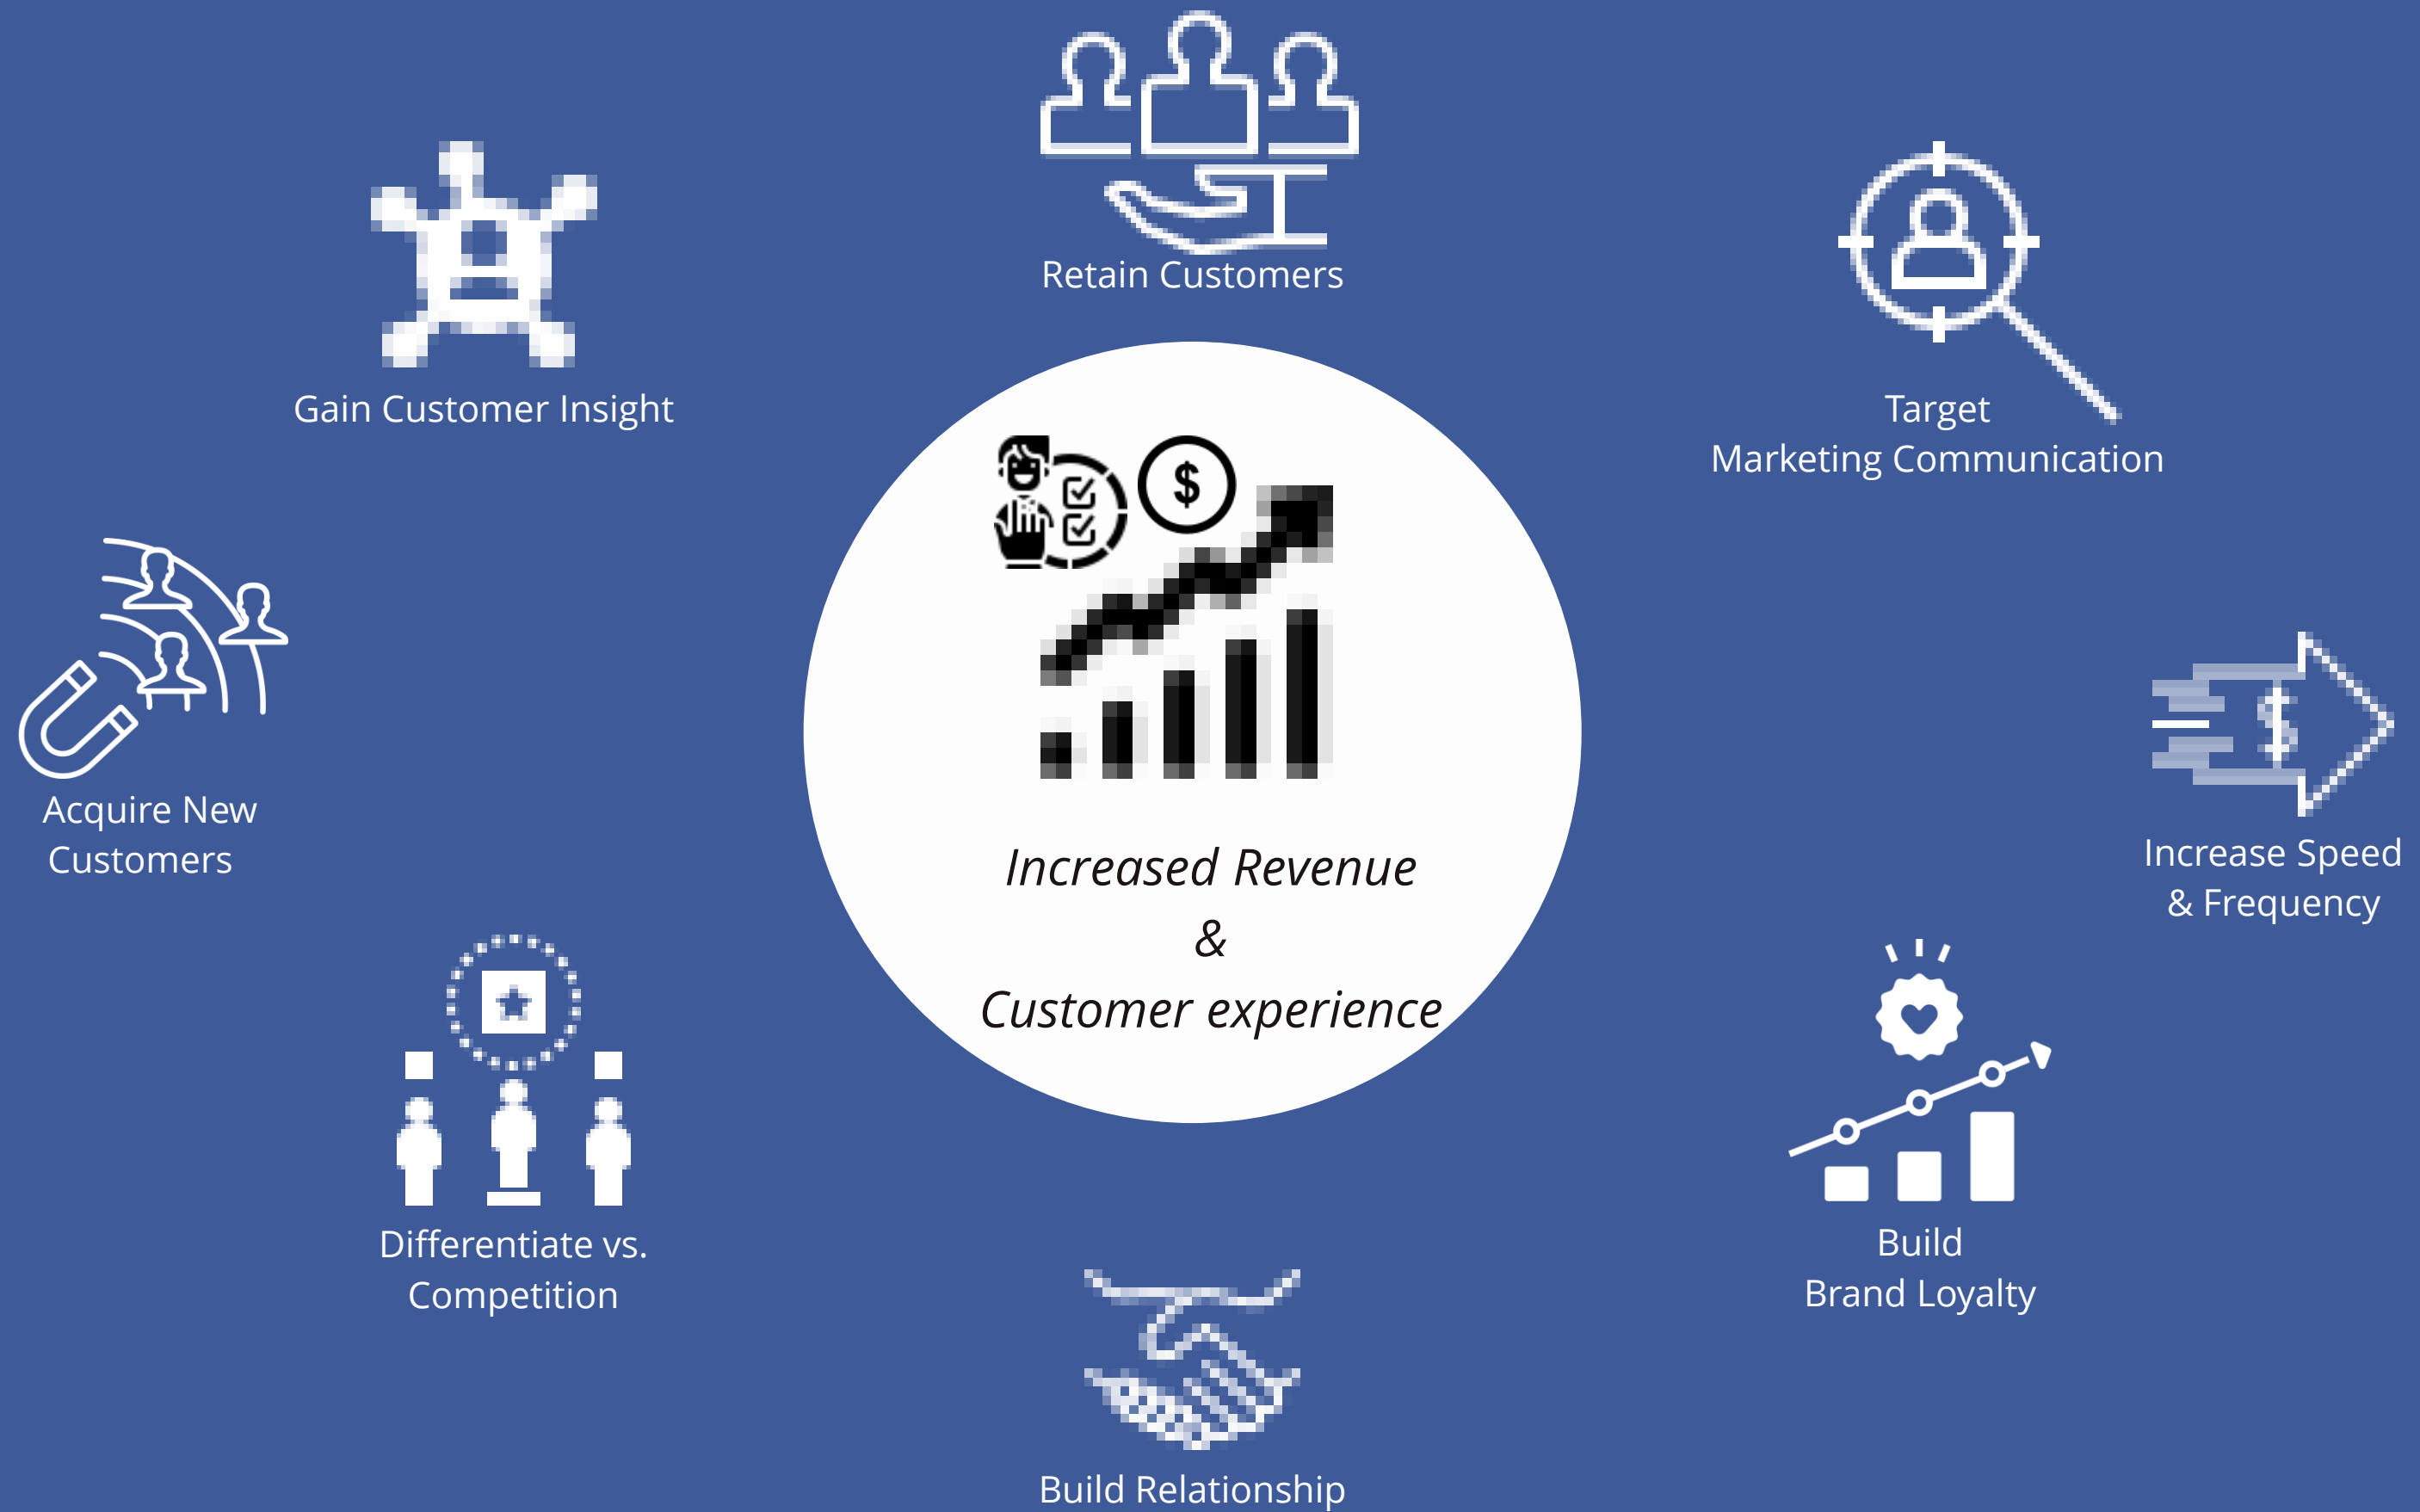 Retain Customers
Gain Customer Insight
Target
Marketing Communication
$
Acquire New
Customers
$
Increase Speed
& Frequency
Increased Revenue
&
Customer experience
Differentiate vs.
Competition
Build
Brand Loyalty
Build Relationship